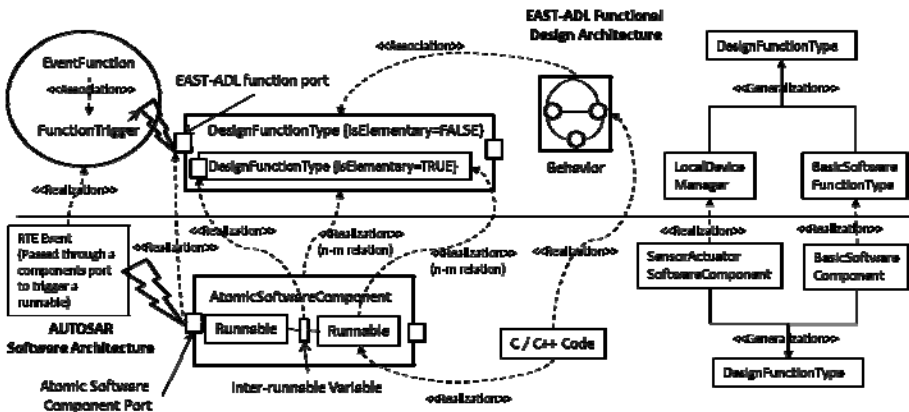 EAST-ADL Functional
Design Architecture
EventFunction
<<Association>>
FunctionTrigger
EAST-ADL function port
<<Association>>
DesignFunctionType {IsElementary=FALSE}
DesignFunctionType {IsElementary=TRUE}
Behavior
DesignFunctionType
<<Generalization>>
LocalDevice
Manager
BasicSoftware
FunctionType
<<Realization>>
RTE Event
(Passed through a
components port
to trigger a
runnable)
<<Realization>>
<<Realization>>
(n-m relation)
<<Realization>>
(n-m relation)
<<Realization>>
<<Realization>>
<<Realization>>
SensorActuator
SoftwareComponent
BasicSoftware
Component
AtomicSoftwareComponent
Runnable
Runnable
AUTOSAR
Software Architecture
C / C++ Code
<<Generalization>>
DesignFunctionType
Atomic Software
Component Port
Inter-runnable Variable
<<Realization>>